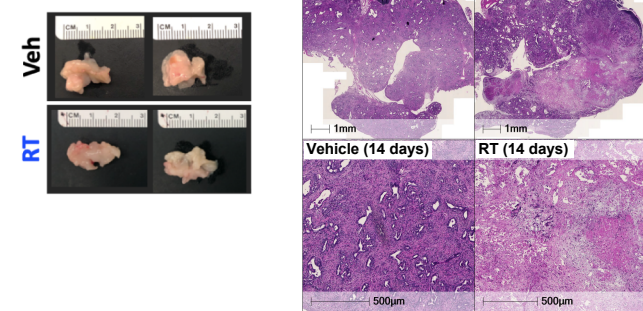 Veh
CM 1 2 3
CM 1 2 3
RT
CM 1 2 3
CM 1 2 3
1mm
1mm
Vehicle (14 days)
RT (14 days)
500µm
500µm